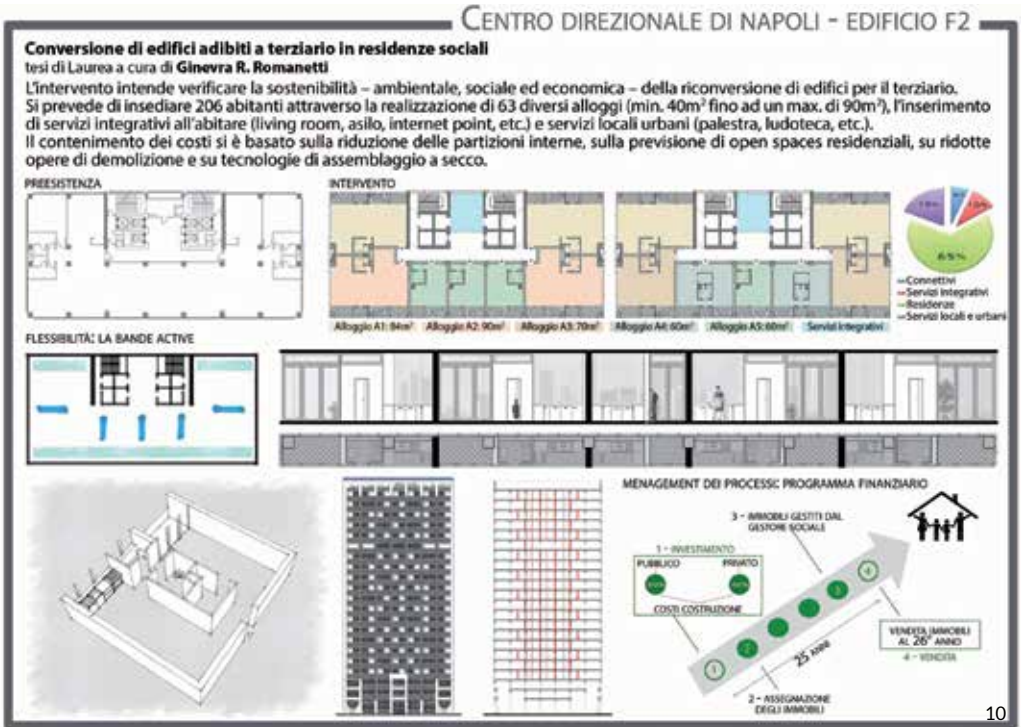 CENTRO DIREZIONALE DI NAPOLI - EDIFICIO F2
Conversione di edifici adibiti a terziario in residenze sociali
tesi di Laurea a cura di Ginevra R. Romanetti
L'intervento intende verificare la sostenibilità – ambientale, sociale ed economica – della riconversione di edifici per il terziario.
Si prevede di insediare 206 abitanti attraverso la realizzazione di 63 diversi alloggi (min. 40m² fino ad un max. di 90m²), l'inserimento
di servizi integrativi all'abitare (living room, asilo, internet point, etc.) e servizi locali urbani (palestra, ludoteca, etc.).
Il contenimento dei costi si è basato sulla riduzione delle partizioni interne, sulla previsione di open spaces residenziali, su ridotte
opere di demolizione e su tecnologie di assemblaggio a secco.
PREESISTENZA
INTERVENTO
Connettivi
Servizi integrativi
Residenze
Servizi locali e urbani
Alloggio A1: 84m² Alloggio A2: 90m² Alloggio A3: 70m² Alloggio A4: 60m² Alloggio A5: 60m² Servizi integrativi
FLESSIBILITÀ: LA BANDE ACTIVE
MENAGEMENT DEI PROCESSI: PROGRAMMA FINANZIARIO
3 - IMMOBILI GESTITI DAL
GESTORE SOCIALE
1 - INVESTIMENTO
PUBBLICO PRIVATO
COSTI COSTRUZIONE
1
2
3
4
25 ANNI
VENDITA IMMOBILI
AL 26° ANNO
4 - VENDITA
2 - ASSEGNAZIONE
DEGLI IMMOBILI
10